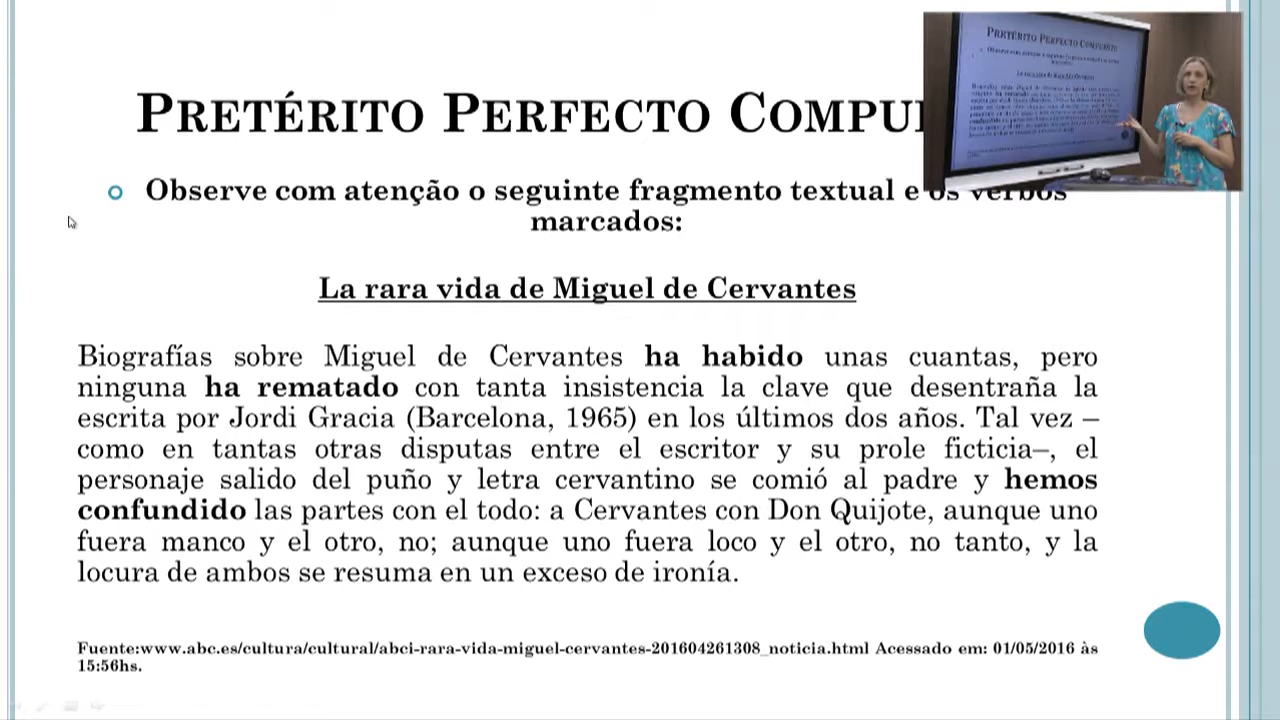 PRETÉRITO PERFECTO
Observe com atenção o seguinte fragmento textual e os verbos
marcados:
La rara vida de Miguel de Cervantes
Biografías sobre Miguel de Cervantes ha habido unas cuantas, pero
ninguna ha rematado con tanta insistencia la clave que desentraña la
escrita por Jordi Gracia (Barcelona, 1965) en los últimos dos años. Tal vez –
como en tantas otras disputas entre el escritor y su prole ficticia–, el
personaje salido del puño y letra cervantino se comió al padre y hemos
confundido las partes con el todo: a Cervantes con Don Quijote, aunque uno
fuera manco y el otro, no; aunque uno fuera loco y el otro, no tanto, y la
locura de ambos se resuma en un exceso de ironía.
Fuente:www.abc.es/cultura/cultural/abci-rara-vida-miguel-cervantes-201604261308_noticia.html Acessado em: 01/05/2016 às
15:56hs.
PRETÉRITO PERFECTO COMPUESTO